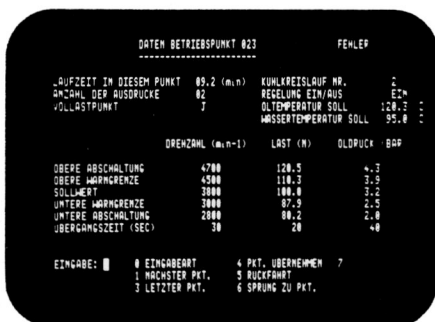 DATEN BETRIEBSPUNKT 023 FEHLER
LAUFZEIT IN DIESEM PUNKT 09.2 (min) KUHLKREISLAUF NR. 2
ANZAHL DER AUSDRUCKE 02 REGELUNG EIN/AUS EIN
VOLLASTPUNKT J OLTEMPERATUR SOLL 120.3 C
WASSERTEMPERATUR SOLL 95.0 C
DREHZAHL (min-1) LAST (N) OLDRUCK BAR
OBERE ABSCHALTUNG 4700 120.5 4.3
OBERE WARNGRENZE 4500 110.3 3.9
SOLLWERT 3800 100.0 3.2
UNTERE WARNGRENZE 3000 87.9 2.5
UNTERE ABSCHALTUNG 2800 80.2 2.0
UBERGANGSZEIT (SEC) 30 20 40
EINGABE: 0 EINGABEART 4 PKT. UBERNEHMEN 7
1 NACHSTER PKT. 5 RUCKFAHRT
3 LETZTER PKT. 6 SPRUNG ZU PKT.